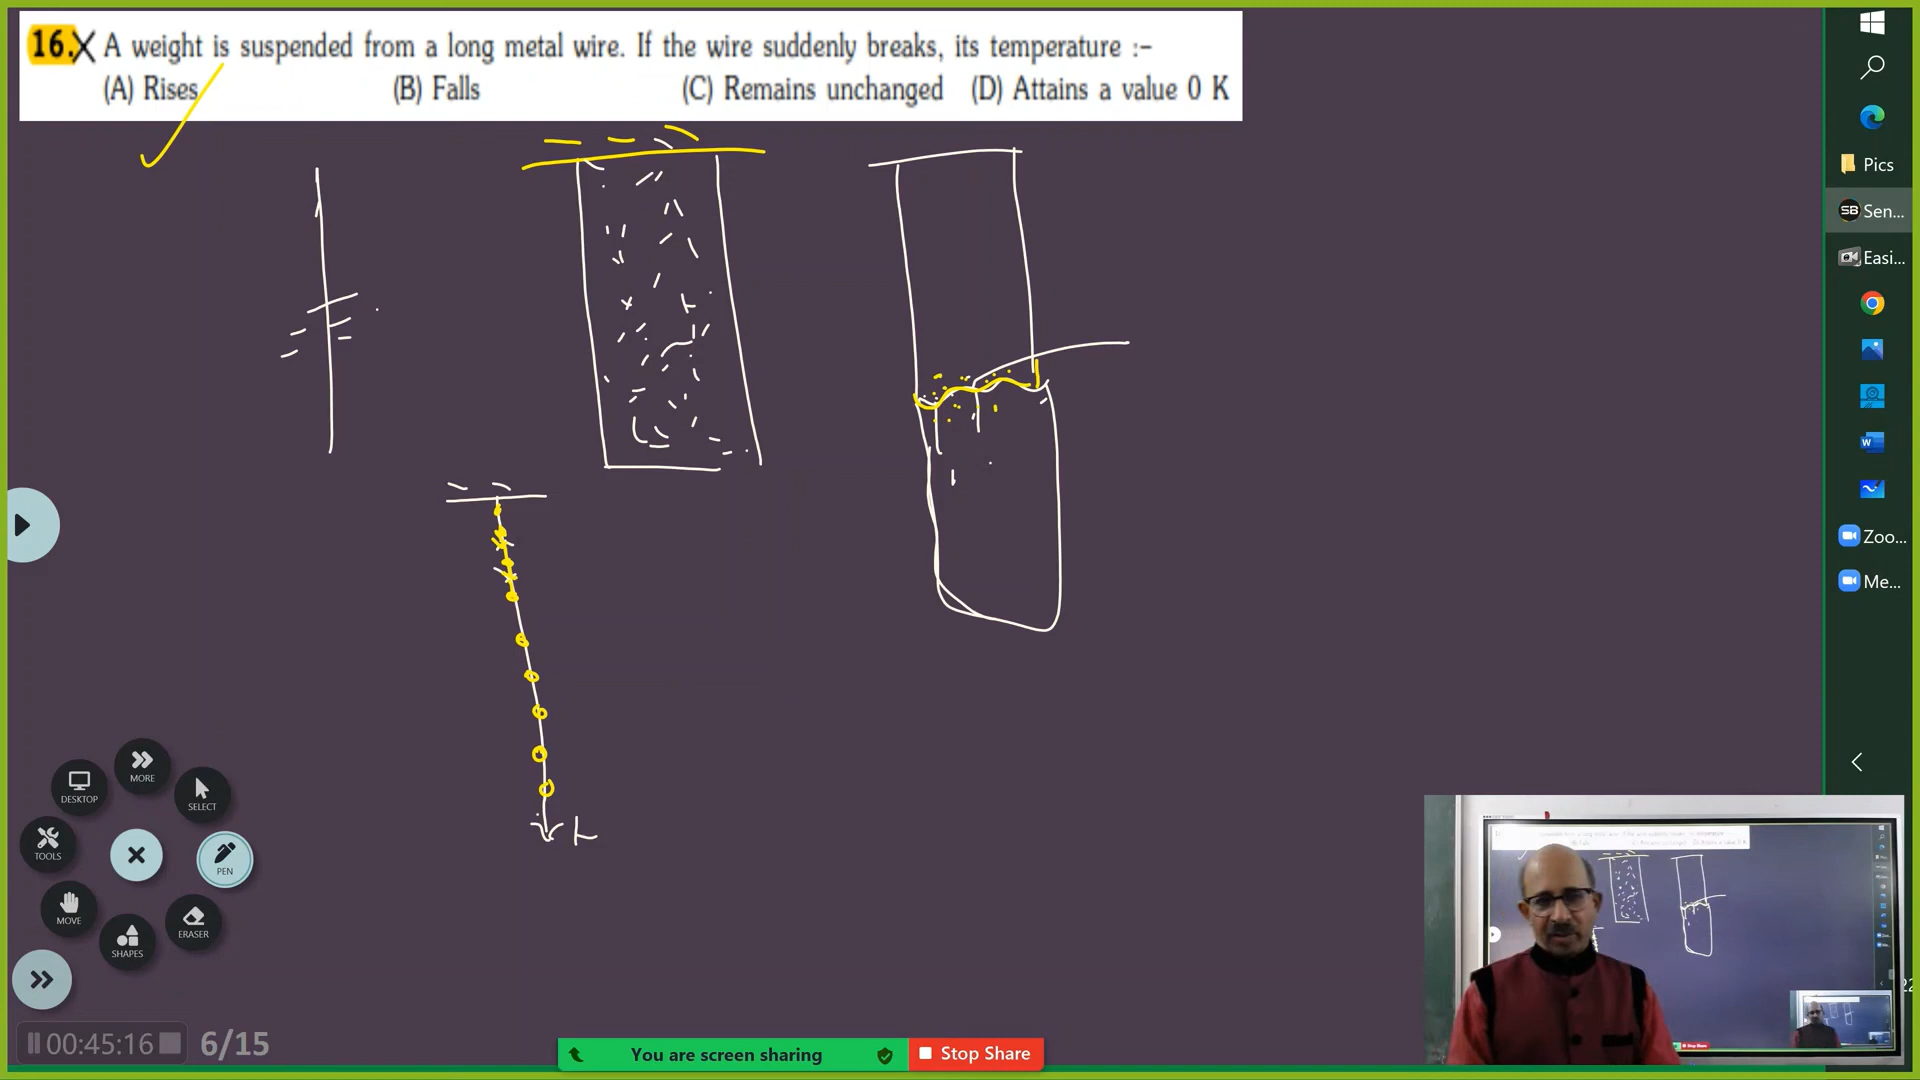 16. A weight is suspended from a long metal wire. If the wire suddenly breaks, its temperature :-
(A) Rises (B) Falls (C) Remains unchanged (D) Attains a value 0 K
Pics
Sen...
Easi...
Zoo...
Me...
MORE
DESKTOP
SELECT
TOOLS
PEN
MOVE
ERASER
SHAPES
00:45:16 6/15
You are screen sharing Stop Share